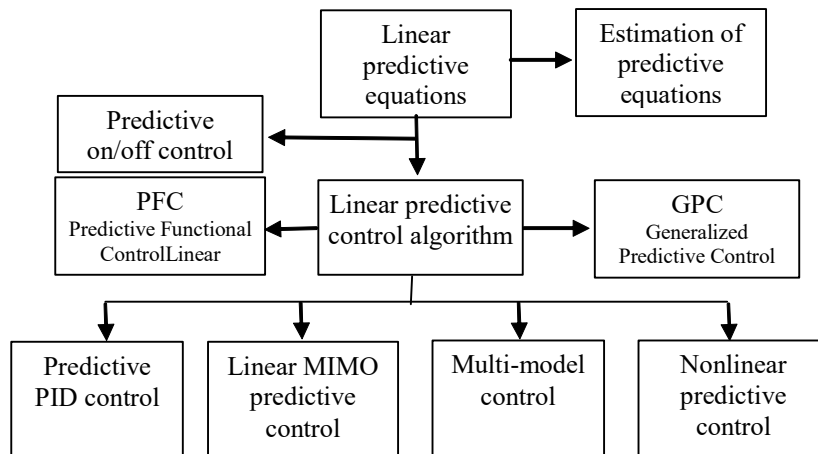 Linear
predictive
equations
Estimation of
predictive
equations
Predictive
on/off control
PFC
Predictive Functional
ControlLinear
Linear predictive
control algorithm
GPC
Generalized
Predictive Control
Predictive
PID control
Linear MIMO
predictive
control
Multi-model
control
Nonlinear
predictive
control